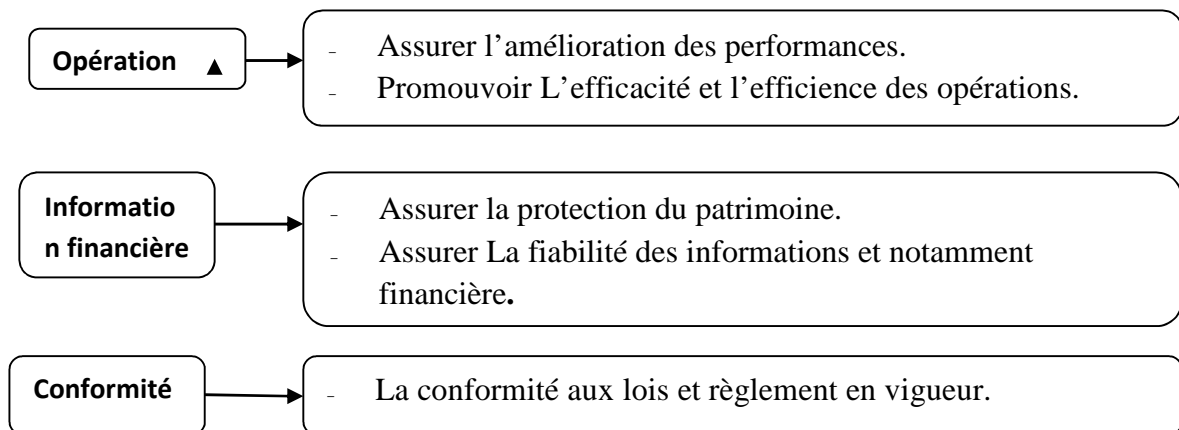 Opération ▲
- Assurer l’amélioration des performances.
- Promouvoir L’efficacité et l’efficience des opérations.
Informatio
n financière
- Assurer la protection du patrimoine.
- Assurer La fiabilité des informations et notamment
financière.
Conformité
- La conformité aux lois et règlement en vigueur.